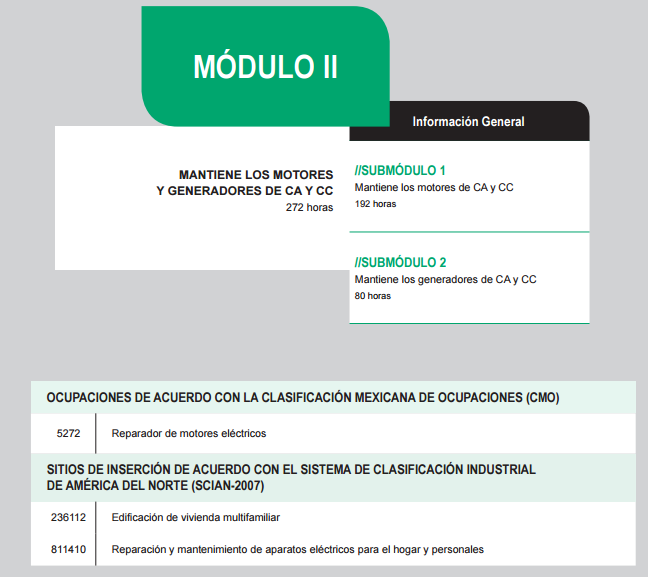 MÓDULO II
Información General
MANTIENE LOS MOTORES
Y GENERADORES DE CA Y CC
272 horas
//SUBMÓDULO 1
Mantiene los motores de CA y CC
192 horas
//SUBMÓDULO 2
Mantiene los generadores de CA y CC
80 horas
OCUPACIONES DE ACUERDO CON LA CLASIFICACIÓN MEXICANA DE OCUPACIONES (CMO)
5272 Reparador de motores eléctricos
SITIOS DE INSERCIÓN DE ACUERDO CON EL SISTEMA DE CLASIFICACIÓN INDUSTRIAL
DE AMÉRICA DEL NORTE (SCIAN-2007)
236112 Edificación de vivienda multifamiliar
811410 Reparación y mantenimiento de aparatos eléctricos para el hogar y personales